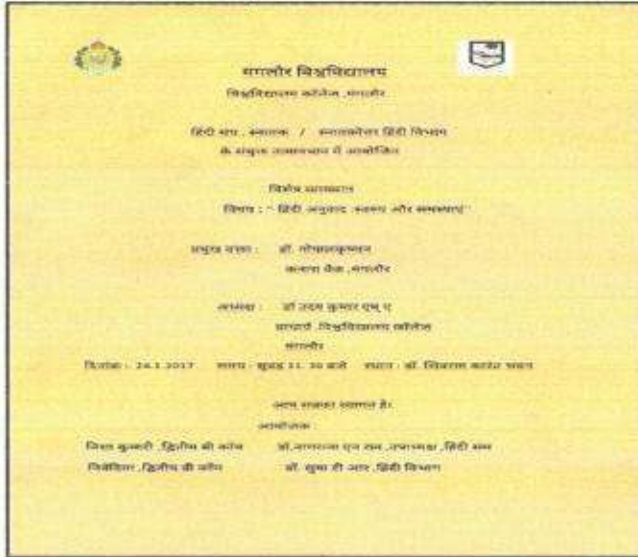 मंगलौर विश्वविद्यालय
विश्वविद्यालय कॉलेज ,मंगलौर
हिंदी संघ , स्नातक / स्नातकोत्तर हिंदी विभाग
के संयुक्त तत्वावधान में आयोजित
विशेष व्याख्यान
विषय : " हिंदी अनुवाद :स्वरूप और समस्याएं"
प्रमुख वक्ता : डॉ. गोपालकृष्णन
कनारा बैंक ,मंगलौर
अध्यक्ष : डॉ उदय कुमार एम् ए
प्राचार्य ,विश्वविद्यालय कॉलेज
मंगलौर
दिनांक : 24.1.2017 समय : सुबह 11. 30 बजे स्थान : डॉ. शिवराम कारंत भवन
आप सबका स्वागत है।
आयोजक
निशा कुमारी ,द्वितीय बी कॉम डॉ.नागरत्ना एन राव ,उपाध्यक्ष ,हिंदी संघ
निवेदिता ,द्वितीय बी कॉम डॉ. सुमा टी आर ,हिंदी विभाग